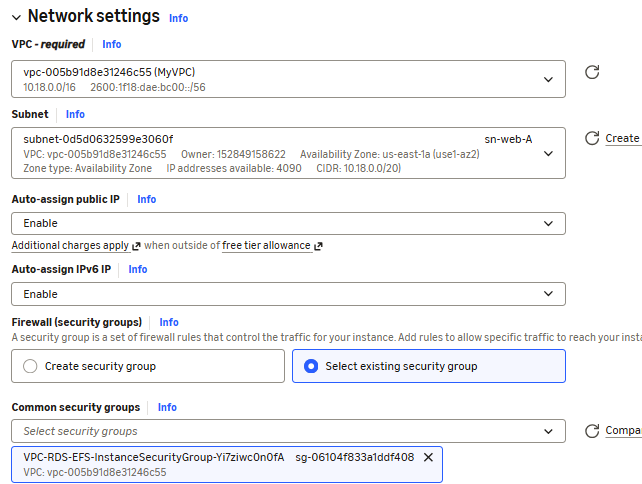 Network settings Info
VPC - required Info
vpc-005b91d8e31246c55 (MyVPC)
10.18.0.0/16 2600:1f18:dae:bc00::/56
Subnet Info
subnet-0d5d0632599e3060f sn-web-A
VPC: vpc-005b91d8e31246c55 Owner: 152849158622 Availability Zone: us-east-1a (use1-az2)
Zone type: Availability Zone IP addresses available: 4090 CIDR: 10.18.0.0/20)
Create
Auto-assign public IP Info
Enable
Additional charges apply when outside of free tier allowance
Auto-assign IPv6 IP Info
Enable
Firewall (security groups) Info
A security group is a set of firewall rules that control the traffic for your instance. Add rules to allow specific traffic to reach your insta
Create security group
Select existing security group
Common security groups Info
Select security groups
Compa
VPC-RDS-EFS-InstanceSecurityGroup-Yi7ziwc0n0fA sg-06104f833a1ddf408
VPC: vpc-005b91d8e31246c55